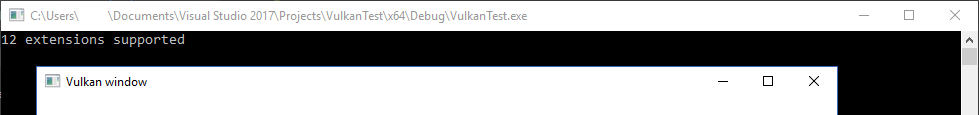 C:\Users\ \Documents\Visual Studio 2017\Projects\VulkanTest\x64\Debug\VulkanTest.exe
12 extensions supported
Vulkan window